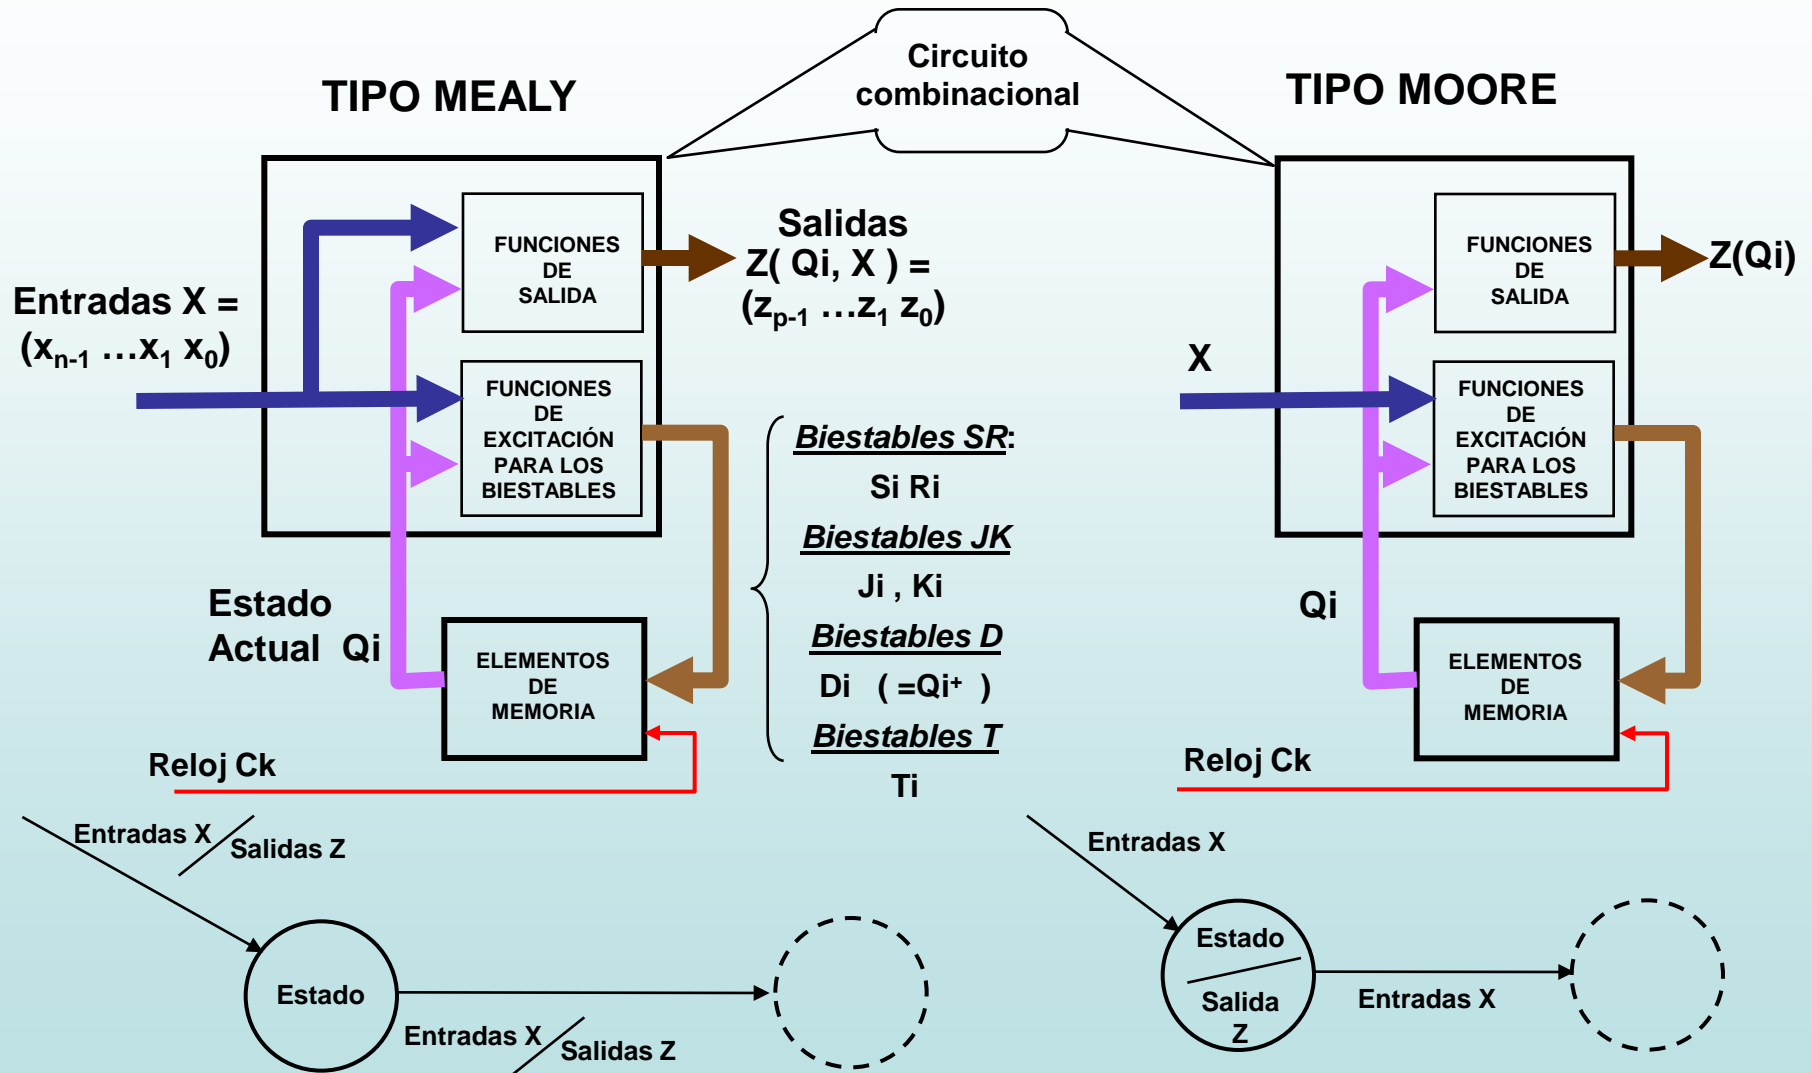 Circuito
combinacional
TIPO MEALY
TIPO MOORE
FUNCIONES
DE
SALIDA
Salidas
Z( Qi, X ) =
(zp-1 …z1 z0)
Entradas X =
(xn-1 …x1 x0)
FUNCIONES
DE
EXCITACIÓN
PARA LOS
BIESTABLES
Biestables SR:
Si Ri
Biestables JK
Ji , Ki
Biestables D
Di ( =Qi+ )
Biestables T
Ti
Estado
Actual Qi
ELEMENTOS
DE
MEMORIA
Reloj Ck
FUNCIONES
DE
SALIDA
Z(Qi)
X
FUNCIONES
DE
EXCITACIÓN
PARA LOS
BIESTABLES
Qi
ELEMENTOS
DE
MEMORIA
Reloj Ck
Entradas X
Salidas Z
Estado
Entradas X
Salidas Z
Entradas X
Estado
Salida
Z
Entradas X